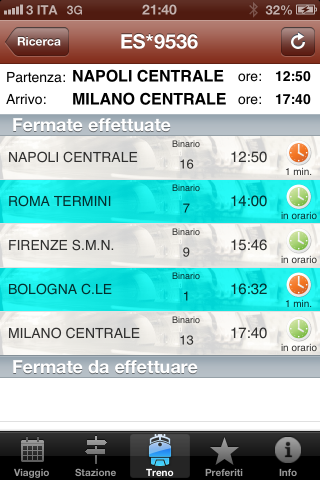 3 ITA 3G 21:40 32%
Ricerca ES*9536
Partenza: NAPOLI CENTRALE ore: 12:50
Arrivo: MILANO CENTRALE ore: 17:40
Fermate effettuate
NAPOLI CENTRALE Binario 16 12:50 1 min.
ROMA TERMINI Binario 7 14:00 in orario
FIRENZE S.M.N. Binario 9 15:46 in orario
BOLOGNA C.LE Binario 1 16:32 1 min.
MILANO CENTRALE Binario 13 17:40 in orario
Fermate da effettuare
Viaggio Stazione Treno Preferiti Info